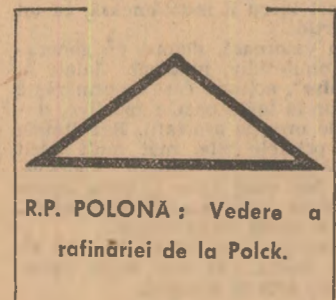 R.P. POLONĂ : Vedere a
rafinăriei de la Polck.